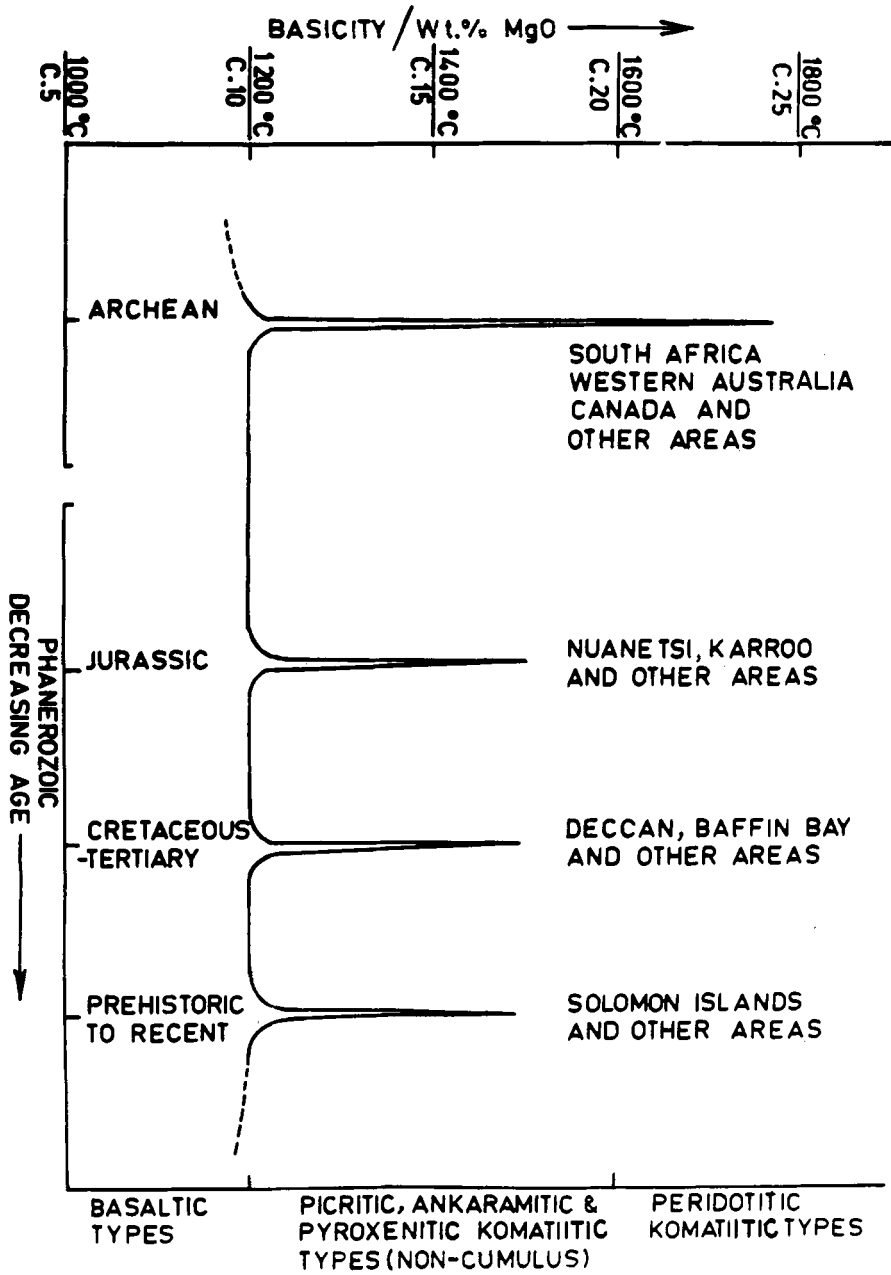 BASICITY / Wt.% MgO
1000 °C
C.5
1200 °C
C.10
1400 °C
C.15
1600 °C
C.20
1800 °C
C.25
ARCHEAN
SOUTH AFRICA
WESTERN AUSTRALIA
CANADA AND
OTHER AREAS
PHANEROZOIC
DECREASING AGE
JURASSIC
NUANETSI, KARROO
AND OTHER AREAS
CRETACEOUS
-TERTIARY
DECCAN, BAFFIN BAY
AND OTHER AREAS
PREHISTORIC
TO RECENT
SOLOMON ISLANDS
AND OTHER AREAS
BASALTIC
TYPES
PICRITIC, ANKARAMITIC &
PYROXENITIC KOMATIITIC
TYPES (NON-CUMULUS)
PERIDOTITIC
KOMATIITIC TYPES